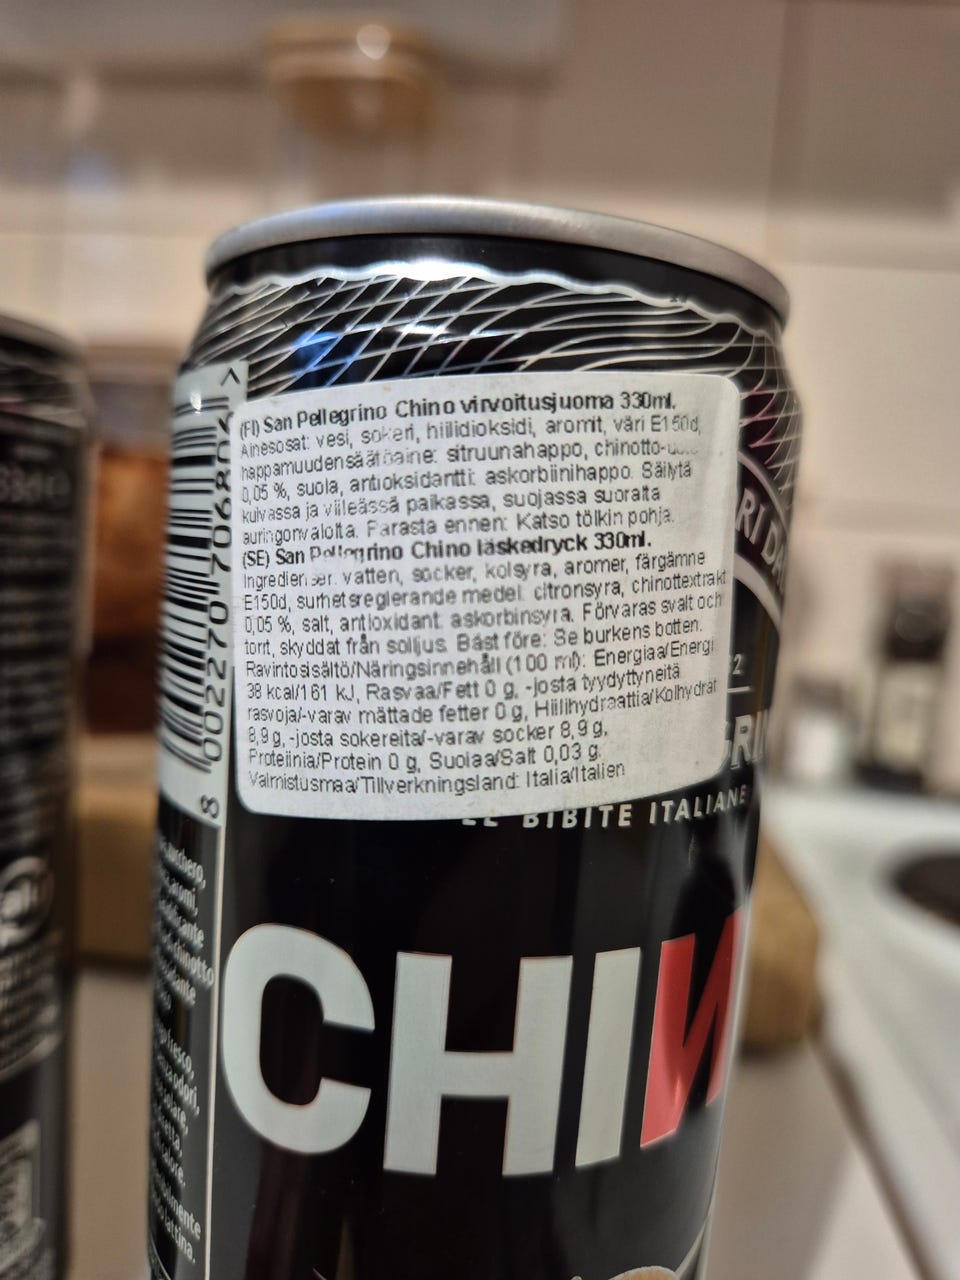 (FI) San Pellegrino Chino virvoitusjuoma 330ml.
Ainesosat: vesi, sokeri, hiilidioksidi, aromit, väri E150d,
happamuudensäätöaine: sitruunahappo, chinotto-uute
0,05 %, suola, antioksidantti: askorbiinihappo. Säilytä
kuivassa ja viileässä paikassa, suojassa suoralta
auringonvalolta. Parasta ennen: Katso tölkin pohja.
(SE) San Pellegrino Chino läskedryck 330ml.
Ingredienser: vatten, socker, kolsyra, aromer, färgämne
E150d, surhetsreglerande medel: citronsyra, chinottextrakt
0,05 %, salt, antioxidant: askorbinsyra. Förvaras svalt och
torrt, skyddat från solljus. Bäst före: Se burkens botten.
Ravintosisältö/Näringsinnehåll (100 ml): Energiaa/Energi
38 kcal/161 kJ, Rasvaa/Fett 0 g, -josta tyydyttyneitä
rasvoja/-varav mättade fetter 0 g, Hiilihydraattia/Kolhydrat
8,9 g, -josta sokereita/-varav socker 8,9 g,
Proteiinia/Protein 0 g, Suolaa/Salt 0,03 g.
Valmistusmaa/Tillverkningsland: Italia/Italien
8 002270 706804 >
BIBITE ITALIANE
CHIN